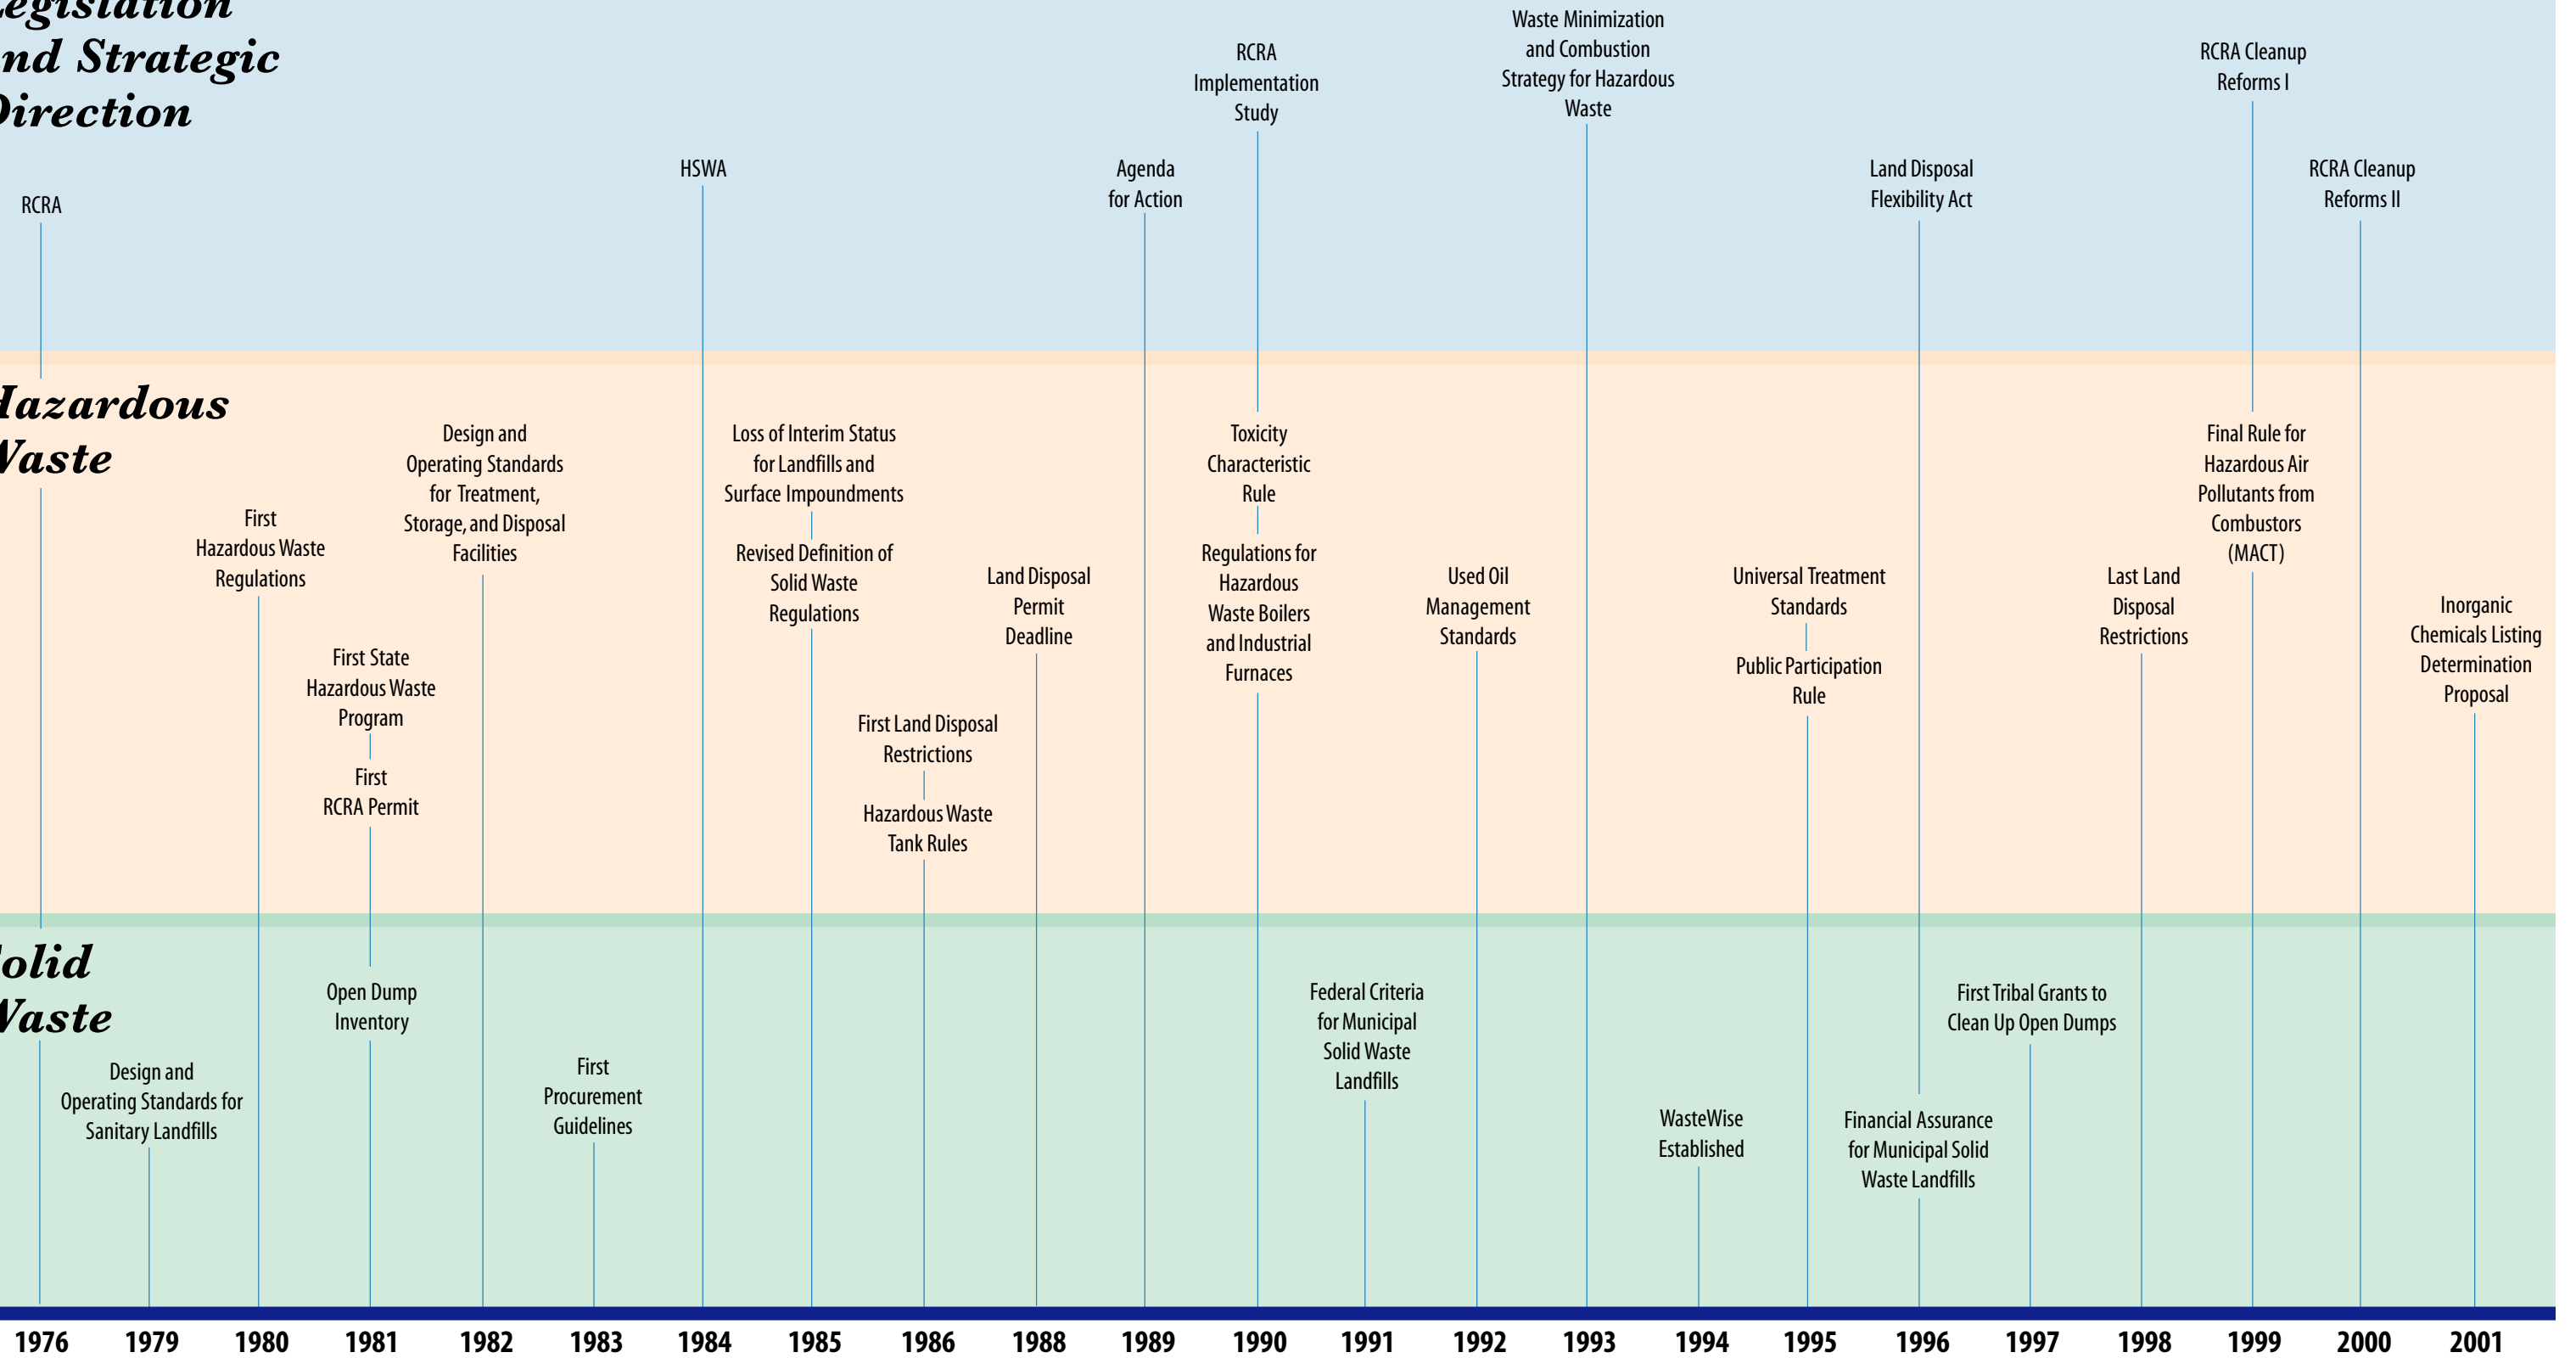 Legislation
nd Strategic
Direction
RCRA
HSWA
Agenda
for Action
RCRA
Implementation
Study
Waste Minimization
and Combustion
Strategy for Hazardous
Waste
Land Disposal
Flexibility Act
RCRA Cleanup
Reforms I
RCRA Cleanup
Reforms II
Hazardous
Waste
First
Hazardous Waste
Regulations
First State
Hazardous Waste
Program
First
RCRA Permit
Design and
Operating Standards
for Treatment,
Storage, and Disposal
Facilities
Loss of Interim Status
for Landfills and
Surface Impoundments
Revised Definition of
Solid Waste
Regulations
First Land Disposal
Restrictions
Hazardous Waste
Tank Rules
Land Disposal
Permit
Deadline
Toxicity
Characteristic
Rule
Regulations for
Hazardous
Waste Boilers
and Industrial
Furnaces
Used Oil
Management
Standards
Universal Treatment
Standards
Public Participation
Rule
Last Land
Disposal
Restrictions
Final Rule for
Hazardous Air
Pollutants from
Combustors
(MACT)
Inorganic
Chemicals Listing
Determination
Proposal
Solid
Waste
Design and
Operating Standards for
Sanitary Landfills
Open Dump
Inventory
First
Procurement
Guidelines
Federal Criteria
for Municipal
Solid Waste
Landfills
WasteWise
Established
Financial Assurance
for Municipal Solid
Waste Landfills
First Tribal Grants to
Clean Up Open Dumps
1976 1979 1980 1981 1982 1983 1984 1985 1986 1988 1989 1990 1991 1992 1993 1994 1995 1996 1997 1998 1999 2000 2001